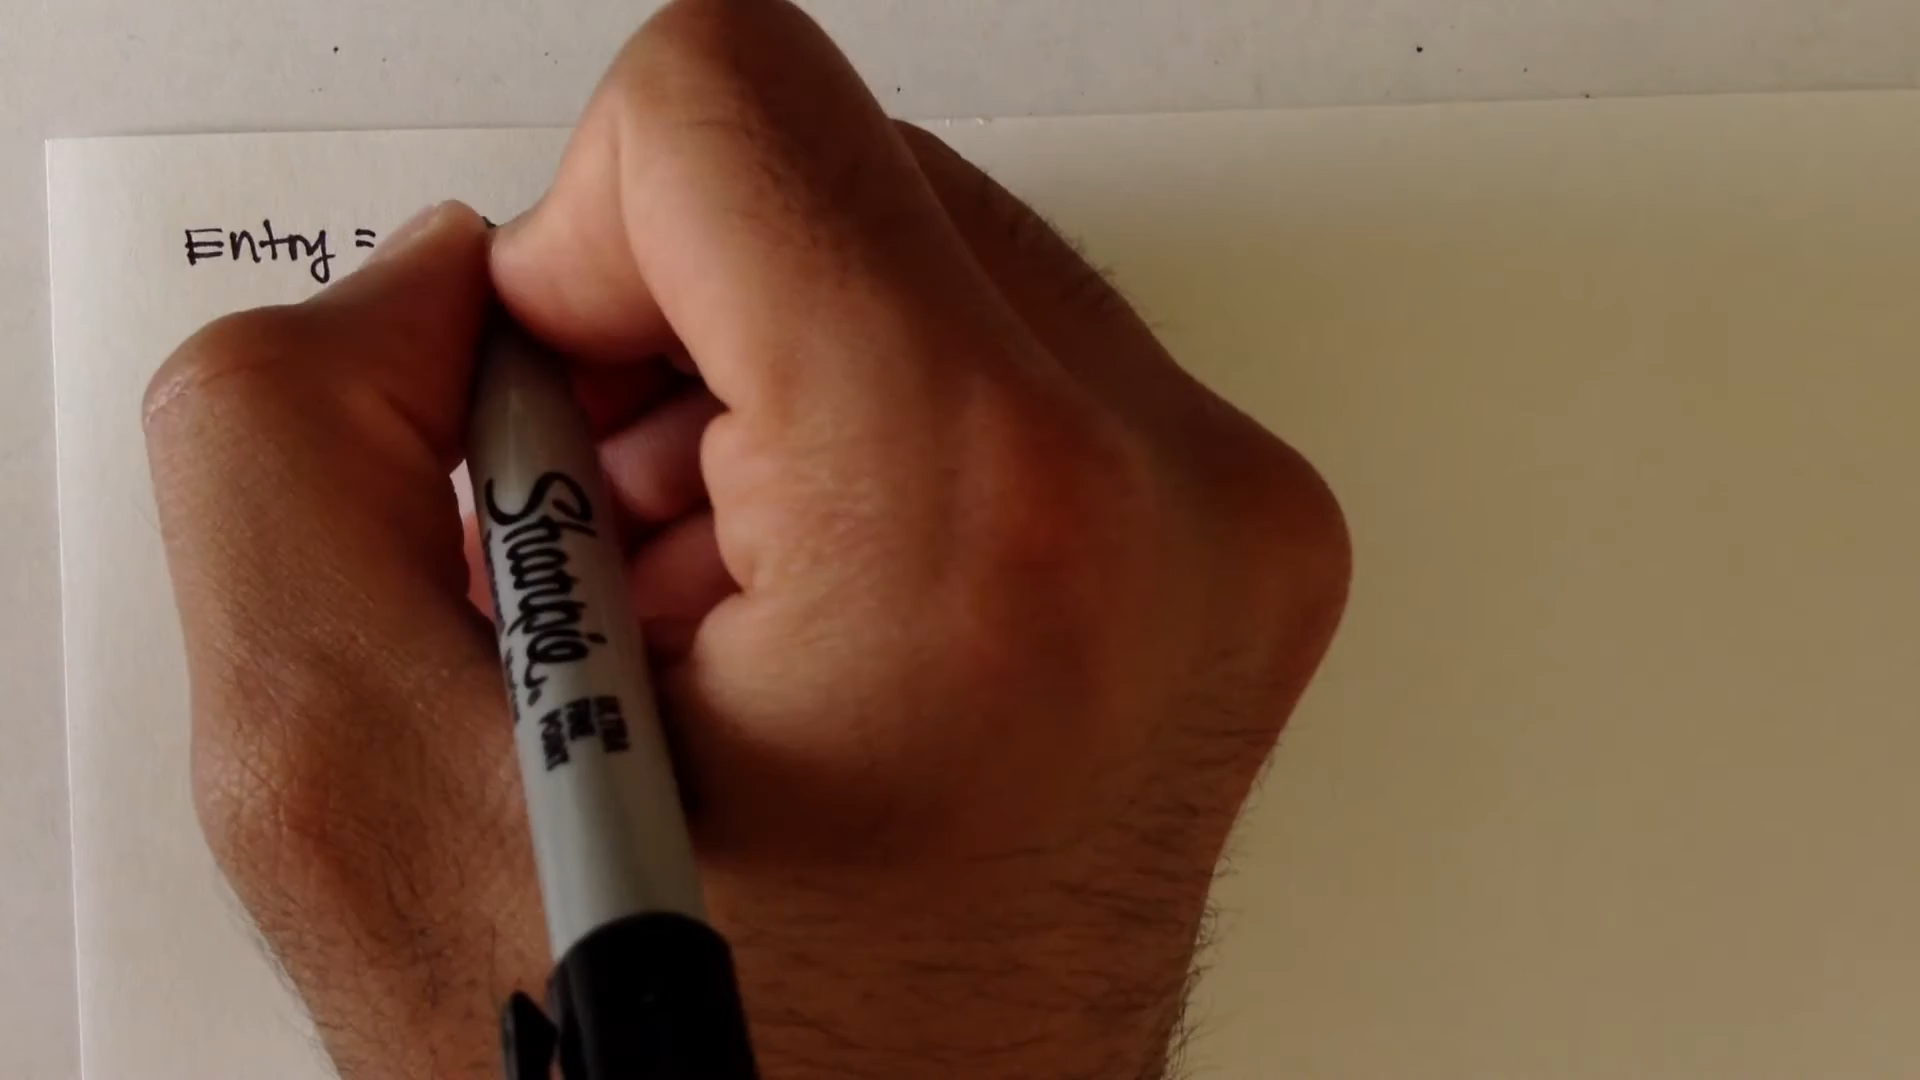 Entry =
Sharpie.
ULTRA
FINE
POINT